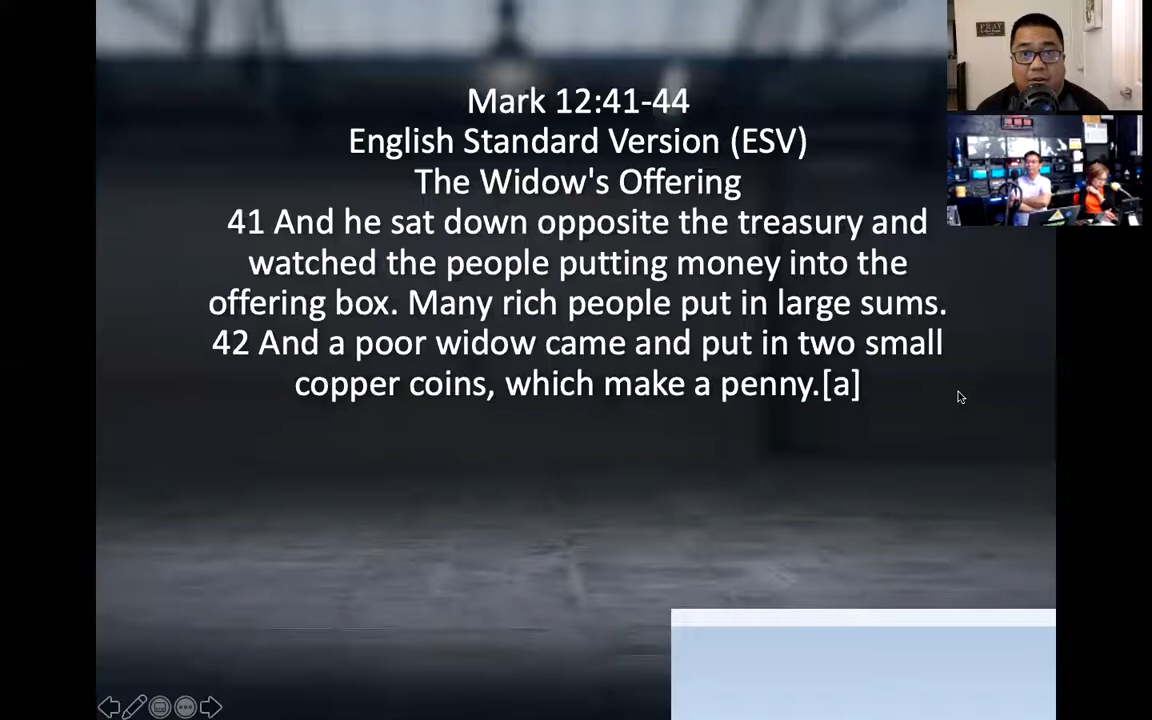 Mark 12:41-44
English Standard Version (ESV)
The Widow's Offering
41 And he sat down opposite the treasury and
watched the people putting money into the
offering box. Many rich people put in large sums.
42 And a poor widow came and put in two small
copper coins, which make a penny.[a]
PRAY